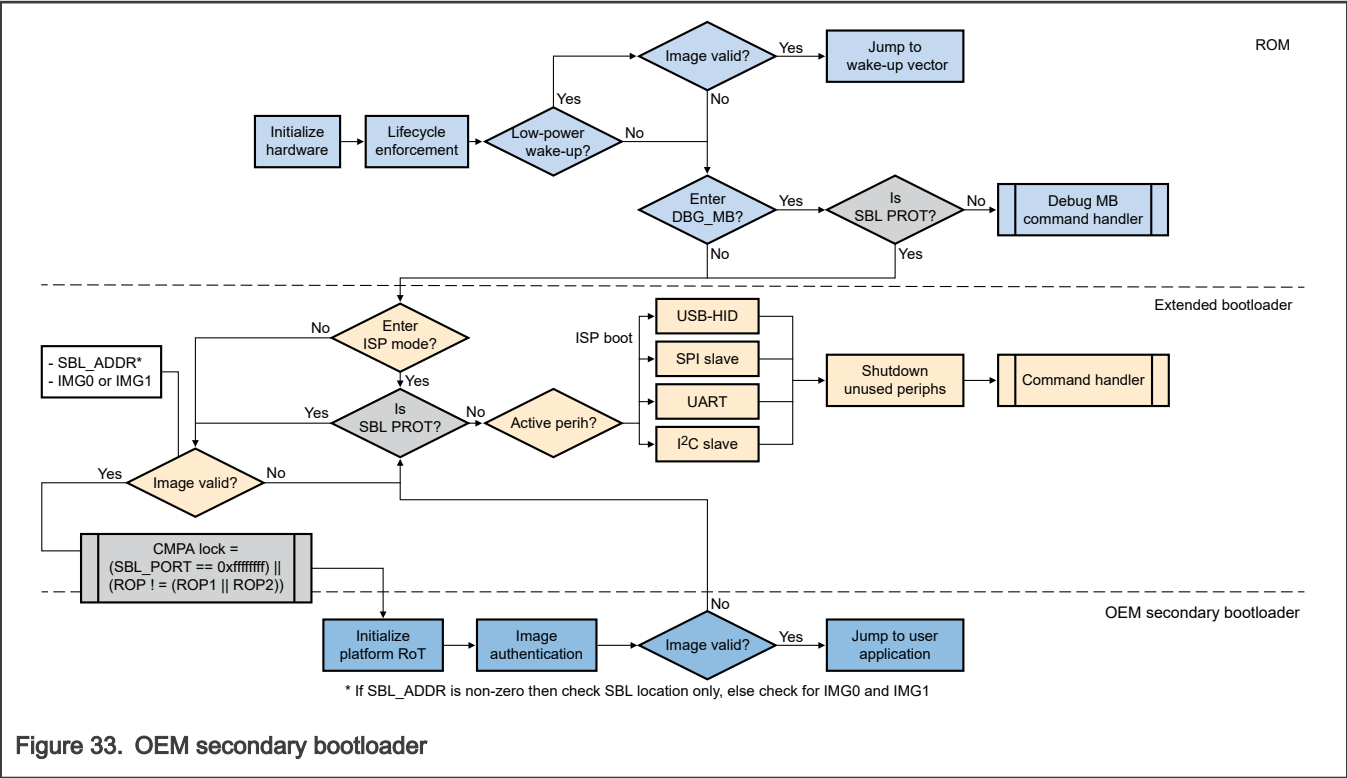 ROM
Image valid?
Yes
Jump to
wake-up vector
Yes
No
Initialize
hardware
Lifecycle
enforcement
Low-power
wake-up?
No
Enter
DBG_MB?
Yes
Is
SBL PROT?
No
Debug MB
command handler
No
Yes
Extended bootloader
No
Enter
ISP mode?
ISP boot
USB-HID
- SBL_ADDR*
- IMG0 or IMG1
SPI slave
Shutdown
unused periphs
Command handler
Yes
Yes
Is
SBL PROT?
No
Active perih?
UART
I2C slave
Yes
Image valid?
No
CMPA lock =
(SBL_PORT == 0xffffffff) ||
(ROP ! = (ROP1 || ROP2))
No
OEM secondary bootloader
Initialize
platform RoT
Image
authentication
Image valid?
Yes
Jump to user
application
* If SBL_ADDR is non-zero then check SBL location only, else check for IMG0 and IMG1
Figure 33. OEM secondary bootloader